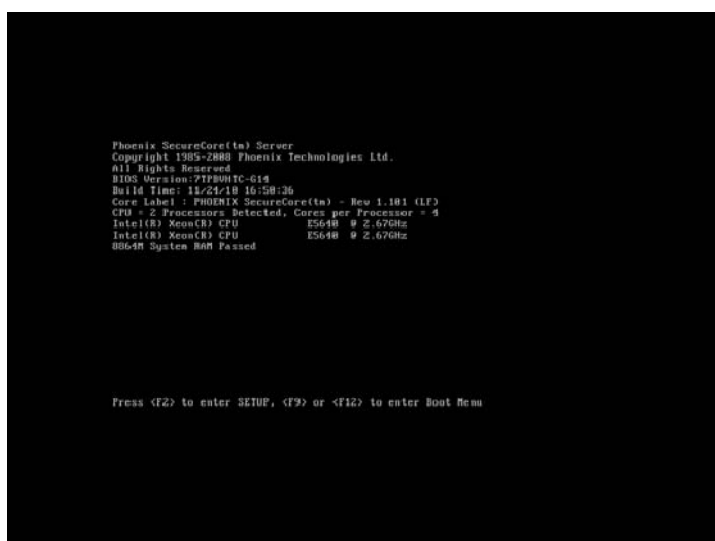 Phoenix SecureCore(tm) Server
Copyright 1985-2008 Phoenix Technologies Ltd.
All Rights Reserved
BIOS Version:7TPBVHTC-G14
Build Time: 11/24/10 16:50:36
Core Label : PHOENIX SecureCore(tm) - Rev 1.101 (LF)
CPU = 2 Processors Detected, Cores per Processor = 4
Intel(R) Xeon(R) CPU E5640 @ 2.67GHz
Intel(R) Xeon(R) CPU E5640 @ 2.67GHz
8864M System RAM Passed
Press <F2> to enter SETUP, <F9> or <F12> to enter Boot Menu